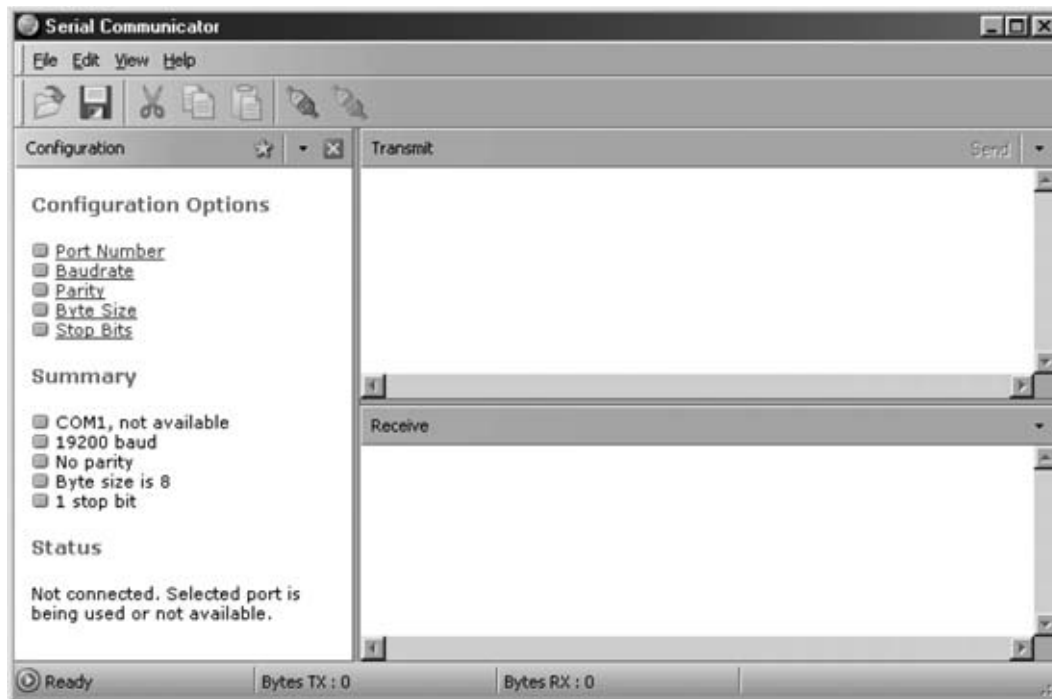 Serial Communicator
File Edit View Help
Configuration
Transmit
Send
Configuration Options
Port Number
Baudrate
Parity
Byte Size
Stop Bits
Summary
COM1, not available
19200 baud
No parity
Byte size is 8
1 stop bit
Status
Not connected. Selected port is
being used or not available.
Receive
Ready
Bytes TX : 0
Bytes RX : 0